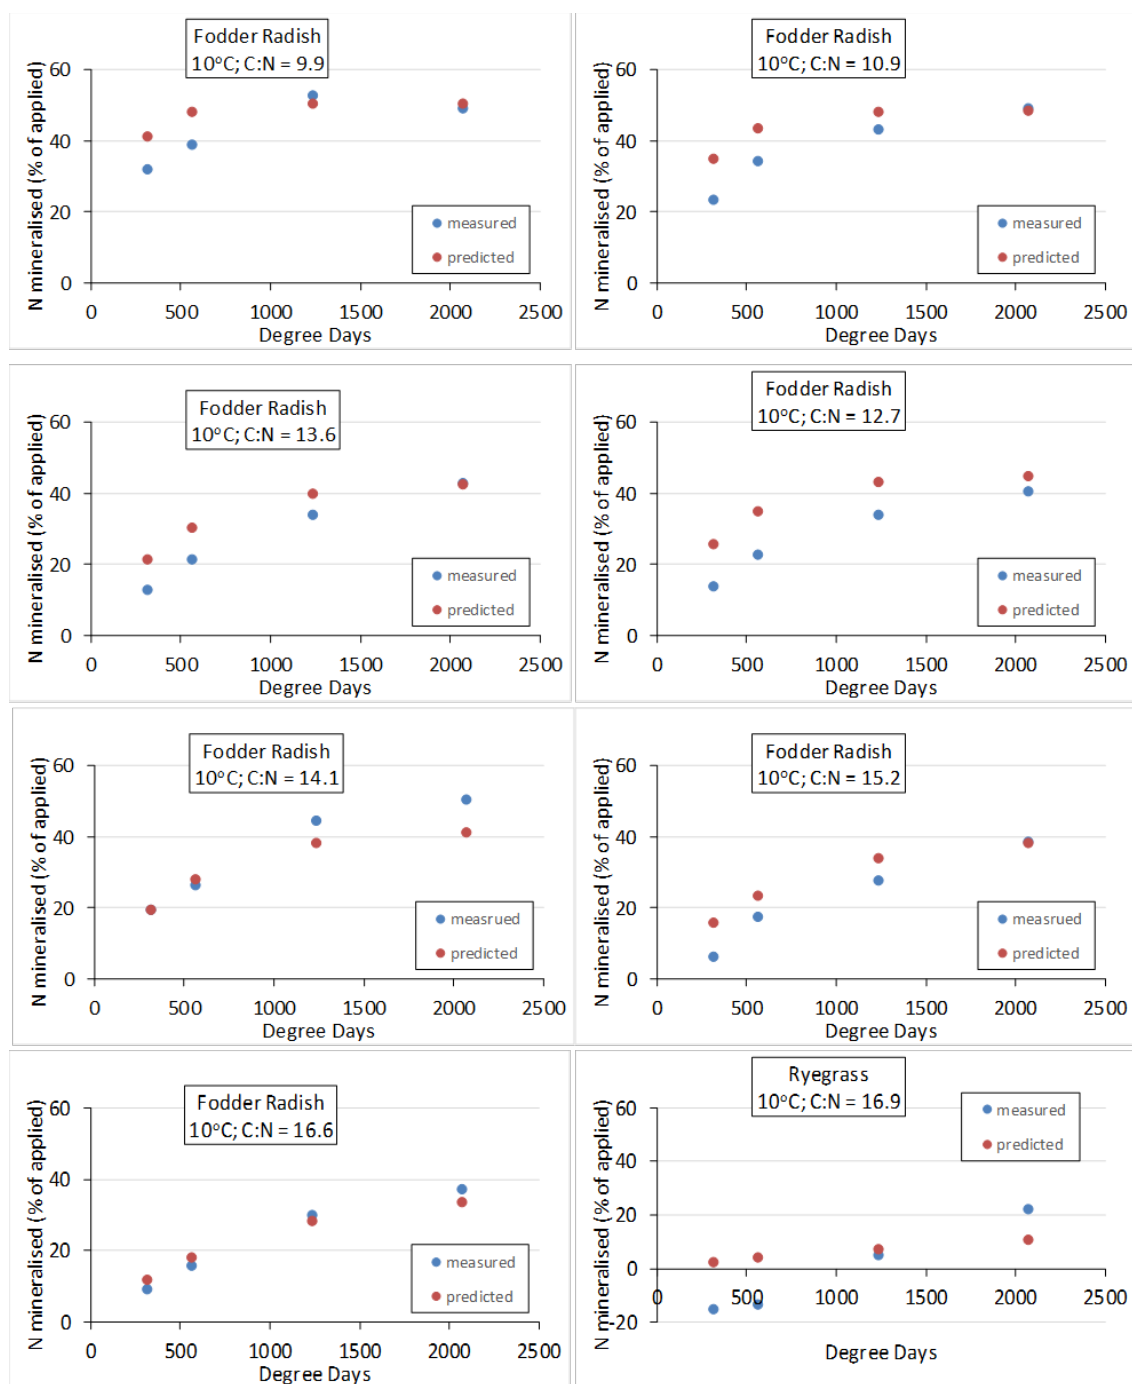 Fodder Radish
10°C; C:N = 9.9
N mineralised (% of applied)
60
40
20
0
measured
predicted
0 500 1000 1500 2000 2500
Degree Days
Fodder Radish
10°C; C:N = 10.9
N mineralised (% of applied)
60
40
20
0
measured
predicted
0 500 1000 1500 2000 2500
Degree Days
Fodder Radish
10°C; C:N = 13.6
N mineralised (% of applied)
60
40
20
0
measured
predicted
0 500 1000 1500 2000 2500
Degree Days
Fodder Radish
10°C; C:N = 12.7
N mineralised (% of applied)
60
40
20
0
measured
predicted
0 500 1000 1500 2000 2500
Degree Days
Fodder Radish
10°C; C:N = 14.1
N mineralised (% of applied)
60
40
20
0
measrued
predicted
0 500 1000 1500 2000 2500
Degree Days
Fodder Radish
10°C; C:N = 15.2
N mineralised (% of applied)
60
40
20
0
measrued
predicted
0 500 1000 1500 2000 2500
Degree Days
Fodder Radish
10°C; C:N = 16.6
N mineralised (% of applied)
60
40
20
0
measured
predicted
0 500 1000 1500 2000 2500
Degree Days
Ryegrass
10°C; C:N = 16.9
N mineralised (% of applied)
measured
predicted
60
40
20
0
-20
0 500 1000 1500 2000 2500
Degree Days